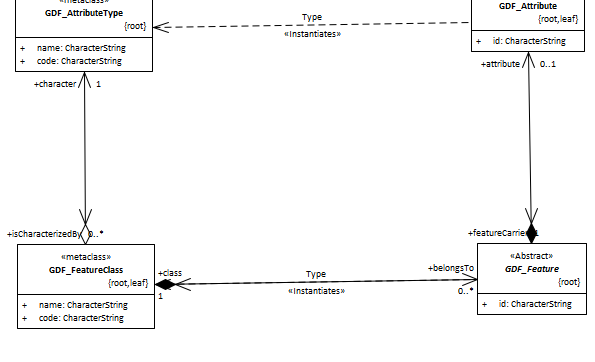 «metaclass»
GDF_AttributeType
{root}
+ name: CharacterString
+ code: CharacterString
Type
«Instantiates»
GDF_Attribute
{root,leaf}
+ id: CharacterString
+character
1
+attribute
0..1
+isCharacterizedBy
0..*
+featureCarrier
«metaclass»
GDF_FeatureClass
{root,leaf}
+ name: CharacterString
+ code: CharacterString
+class
1
Type
«Instantiates»
+belongsTo
0..*
«Abstract»
GDF_Feature
{root}
+ id: CharacterString